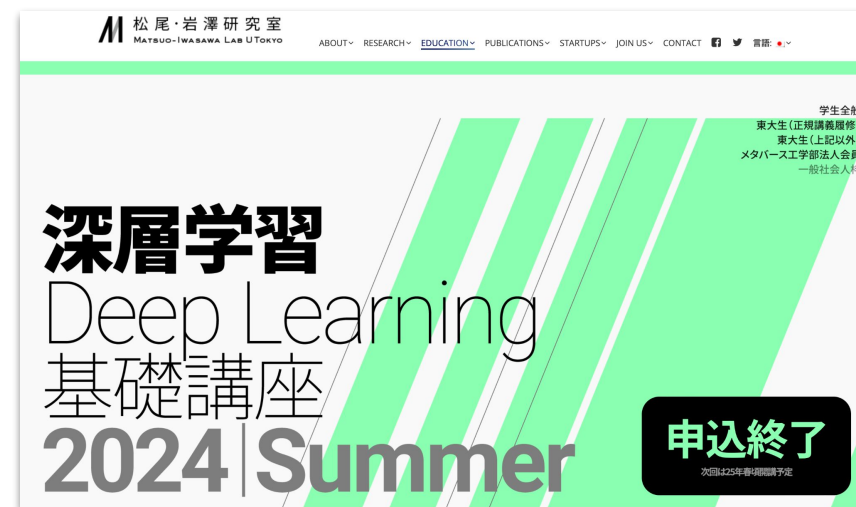 松尾・岩澤研究室
MATSUO-IWASAWA LAB UTOKYO
ABOUT RESEARCH EDUCATION PUBLICATIONS STARTUPS JOIN US CONTACT 言語:
学生全般
東大生（正規講義履修
東大生（上記以外
メタバース工学部法人会員
一般社会人
深層学習
Deep Learning
基礎講座
2024|Summer
申込終了
次回は25年春頃開講予定